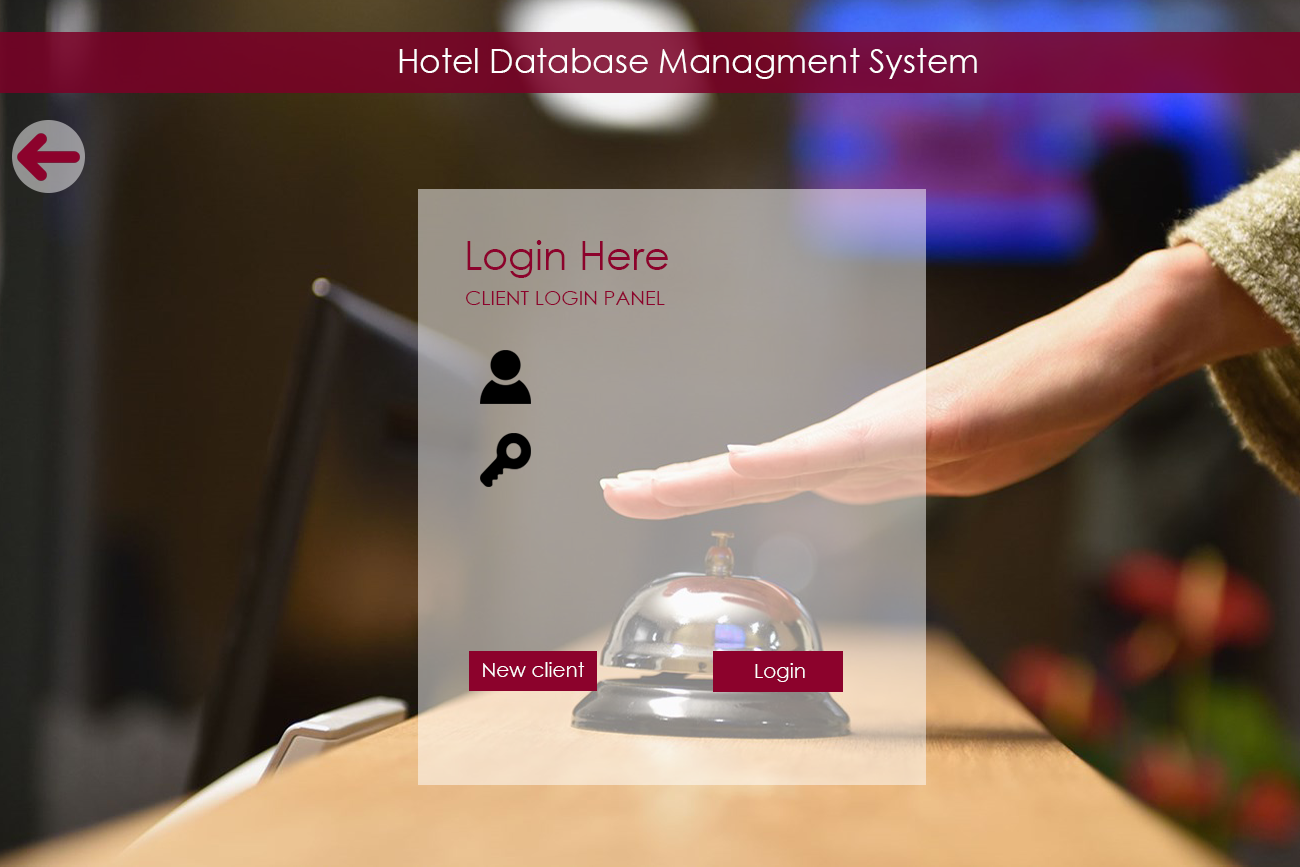 Hotel Database Managment System
Login Here
CLIENT LOGIN PANEL
New client
Login